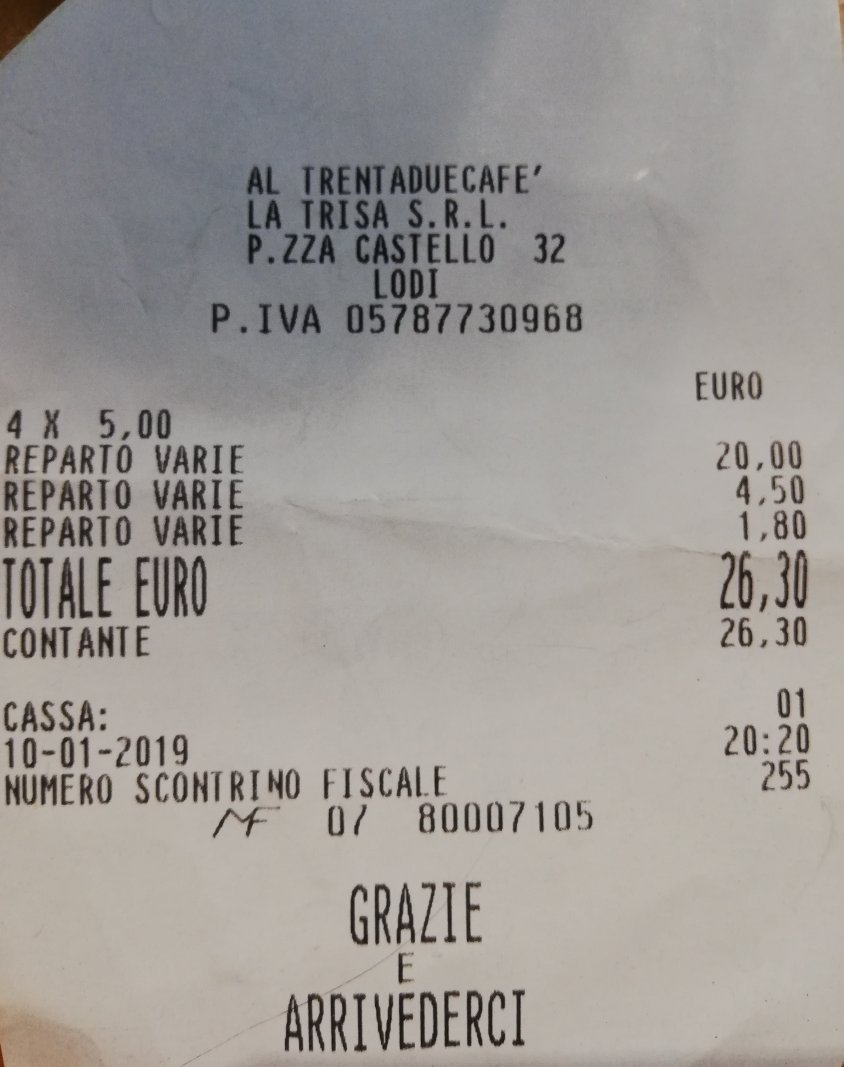 AL TRENTADUECAFE'
LA TRISA S.R.L.
P.ZZA CASTELLO 32
LODI
P.IVA 05787730968
EURO
4 X 5,00
REPARTO VARIE 20,00
REPARTO VARIE 4,50
REPARTO VARIE 1,80
TOTALE EURO 26,30
CONTANTE 26,30
CASSA: 01
10-01-2019 20:20
NUMERO SCONTRINO FISCALE 255
MF 0/ 80007105
GRAZIE
E
ARRIVEDERCI